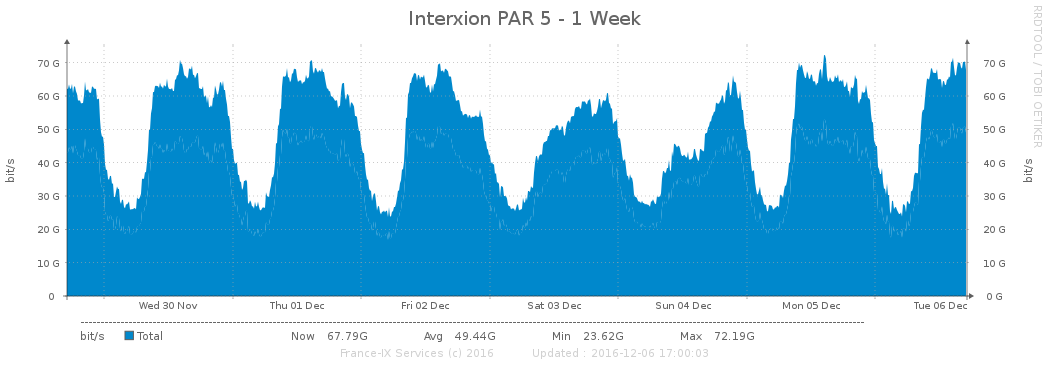 Interxion PAR 5 - 1 Week
RRDTOOL / TOBI OETIKER
bit/s
bit/s
70 G 70 G
60 G 60 G
50 G 50 G
40 G 40 G
30 G 30 G
20 G 20 G
10 G 10 G
0 0 G
Wed 30 Nov Thu 01 Dec Fri 02 Dec Sat 03 Dec Sun 04 Dec Mon 05 Dec Tue 06 Dec
bit/s Total Now 67.79G Avg 49.44G Min 23.62G Max 72.19G
France-IX Services (c) 2016 Updated : 2016-12-06 17:00:03